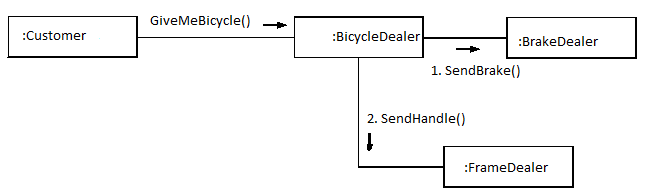 GiveMeBicycle()
:Customer
:BicycleDealer
:BrakeDealer
1. SendBrake()
2. SendHandle()
:FrameDealer